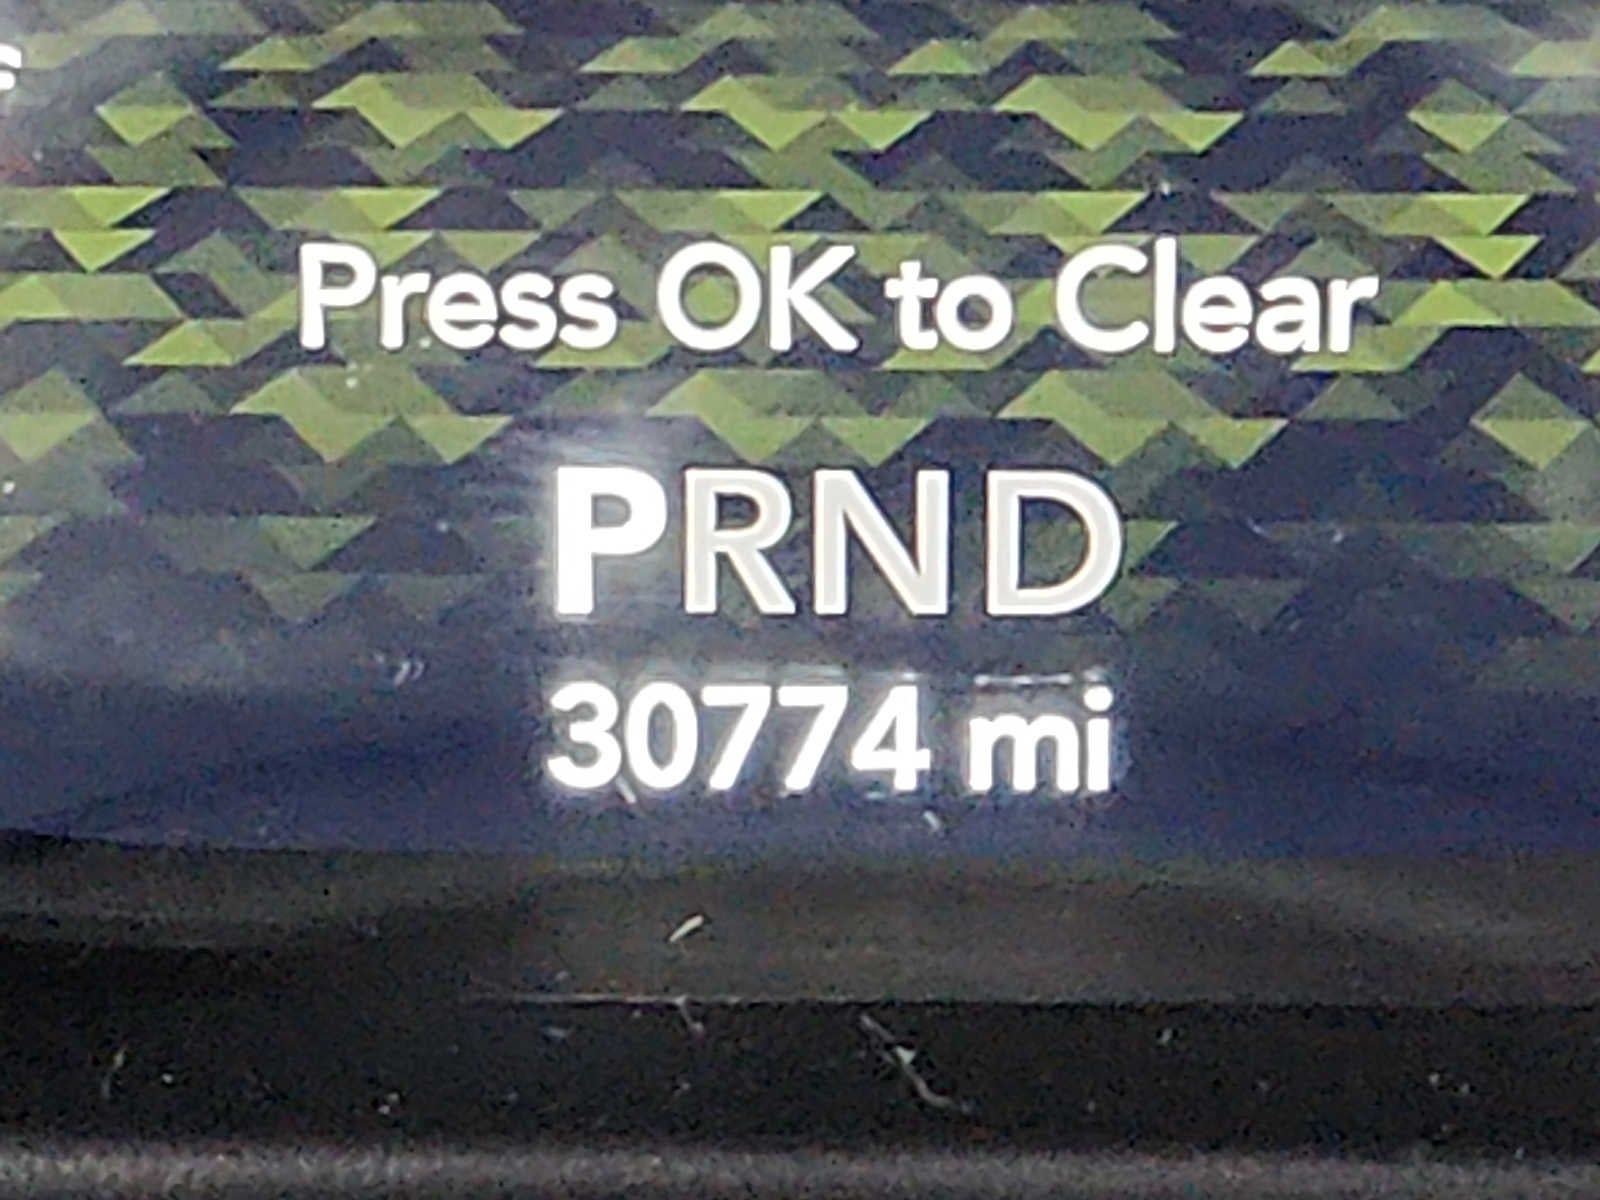 Press OK to Clear
PRND
30774 mi